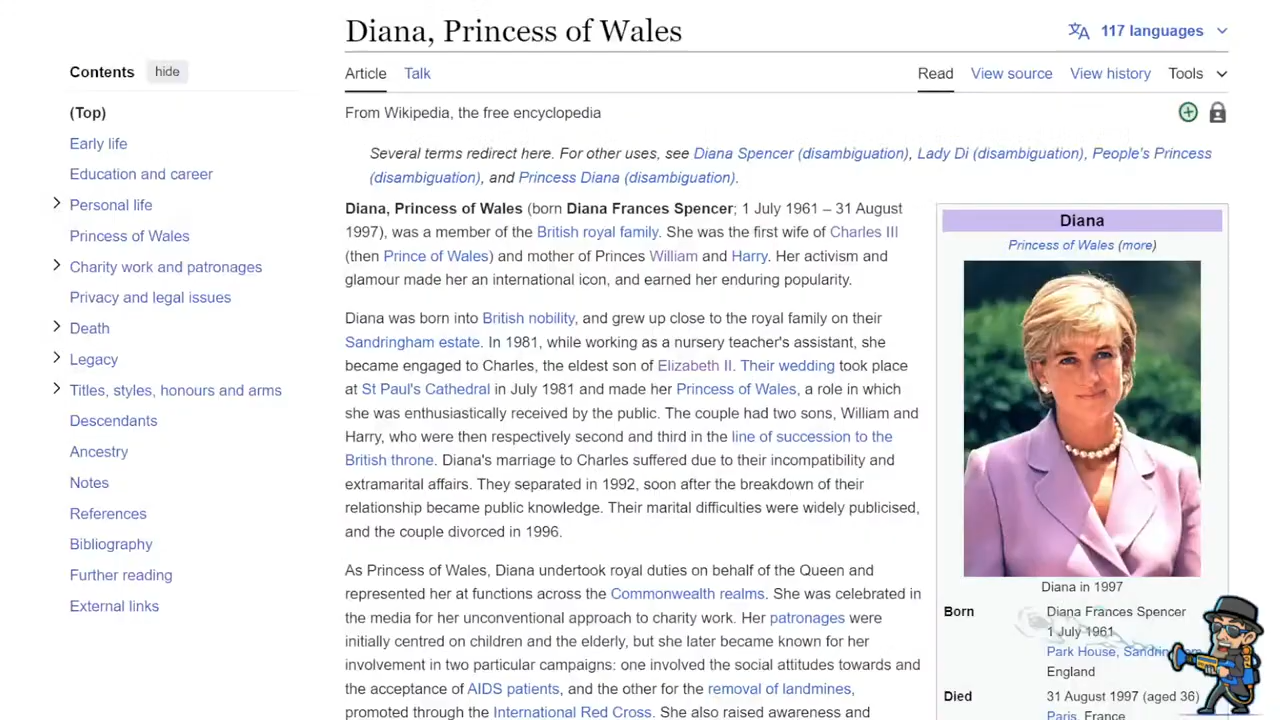 Diana, Princess of Wales
117 languages
Contents hide
Article Talk
Read View source View history Tools
(Top)
From Wikipedia, the free encyclopedia
Early life
Education and career
Personal life
Princess of Wales
Charity work and patronages
Privacy and legal issues
Death
Legacy
Titles, styles, honours and arms
Descendants
Ancestry
Notes
References
Bibliography
Further reading
External links
Several terms redirect here. For other uses, see Diana Spencer (disambiguation), Lady Di (disambiguation), People's Princess
(disambiguation), and Princess Diana (disambiguation).
Diana, Princess of Wales (born Diana Frances Spencer; 1 July 1961 – 31 August
1997), was a member of the British royal family. She was the first wife of Charles III
(then Prince of Wales) and mother of Princes William and Harry. Her activism and
glamour made her an international icon, and earned her enduring popularity.
Diana was born into British nobility, and grew up close to the royal family on their
Sandringham estate. In 1981, while working as a nursery teacher's assistant, she
became engaged to Charles, the eldest son of Elizabeth II. Their wedding took place
at St Paul's Cathedral in July 1981 and made her Princess of Wales, a role in which
she was enthusiastically received by the public. The couple had two sons, William and
Harry, who were then respectively second and third in the line of succession to the
British throne. Diana's marriage to Charles suffered due to their incompatibility and
extramarital affairs. They separated in 1992, soon after the breakdown of their
relationship became public knowledge. Their marital difficulties were widely publicised,
and the couple divorced in 1996.
As Princess of Wales, Diana undertook royal duties on behalf of the Queen and
represented her at functions across the Commonwealth realms. She was celebrated in
the media for her unconventional approach to charity work. Her patronages were
initially centred on children and the elderly, but she later became known for her
involvement in two particular campaigns: one involved the social attitudes towards and
the acceptance of AIDS patients, and the other for the removal of landmines,
promoted through the International Red Cross. She also raised awareness and
Diana
Princess of Wales (more)
Diana in 1997
Born Diana Frances Spencer
1 July 1961
Park House,
England
Died 31 August 1997 (aged 36)
Paris, France